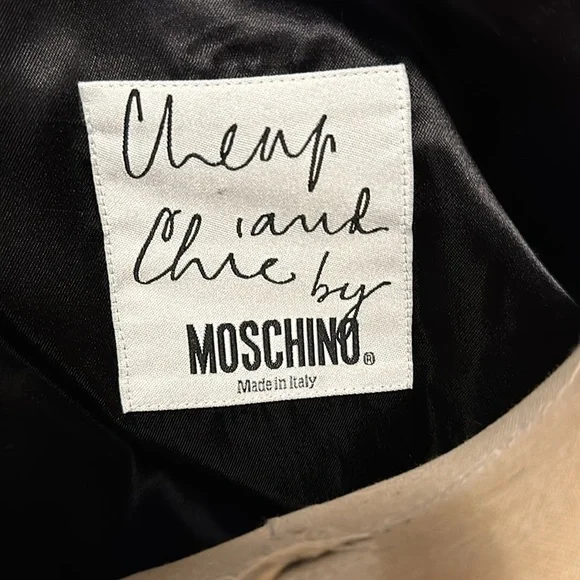 Cheap
and
Chic by
MOSCHINO®
Made in Italy